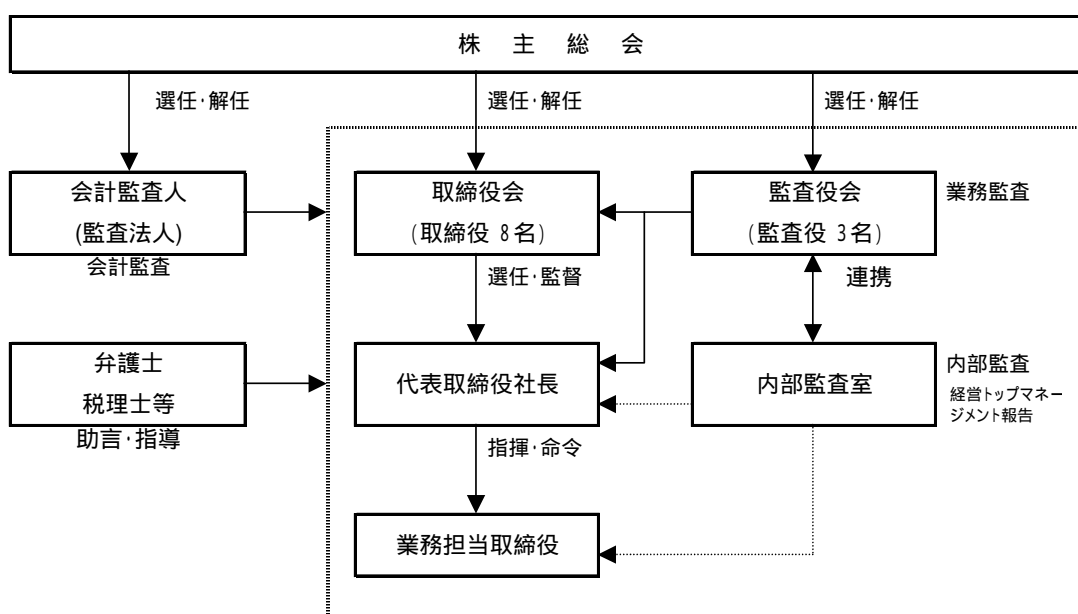 株 主 総 会
選任·解任
選任·解任
選任·解任
会計監査人
(監査法人)
会計監査
取締役会
(取締役 8名)
監査役会
(監査役 3名)
業務監査
選任·監督
連携
弁護士
税理士等
助言·指導
代表取締役社長
内部監査室
内部監査
経営トップマネー
ジメント報告
指揮·命令
業務担当取締役